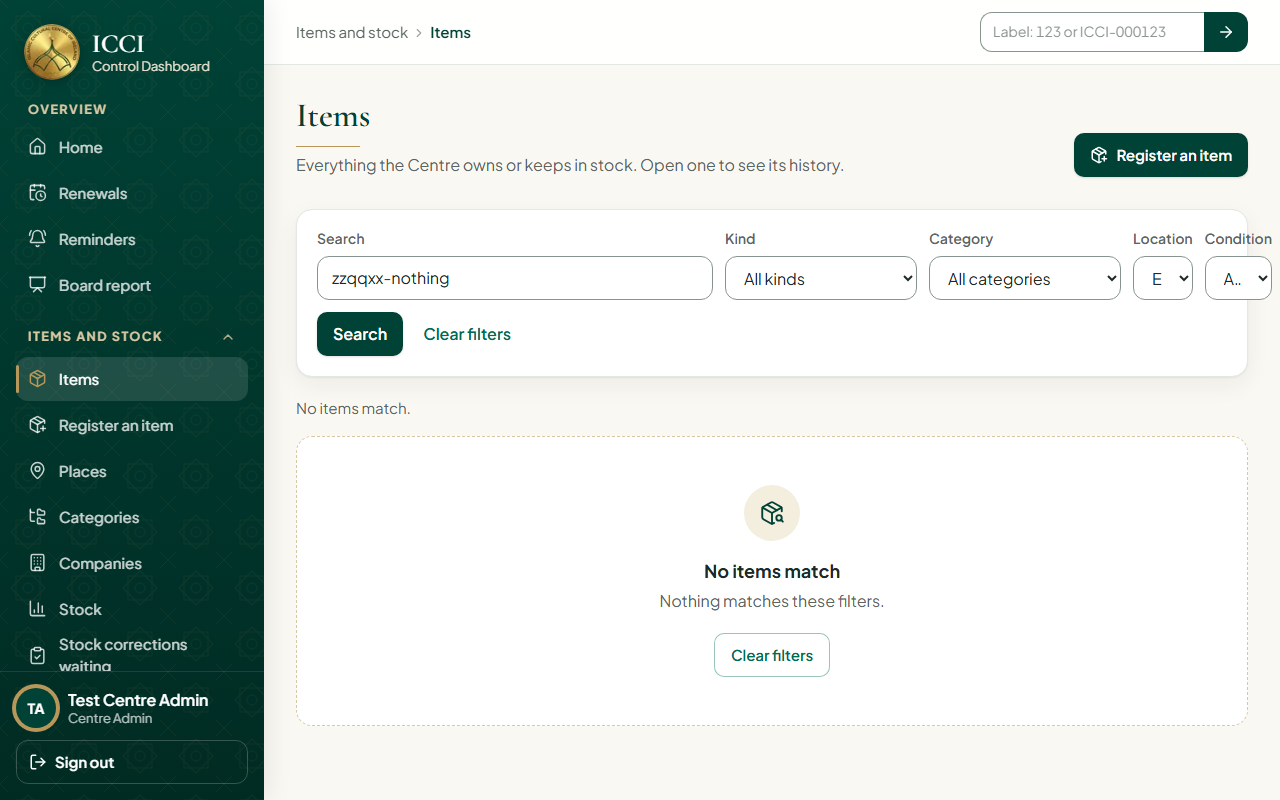 ICCI
Control Dashboard
OVERVIEW
Home
Renewals
Reminders
Board report
ITEMS AND STOCK
Items
Register an item
Places
Categories
Companies
Stock
Stock corrections
waiting
TA
Test Centre Admin
Centre Admin
Sign out
Items and stock › Items
Label: 123 or ICCI-000123
Items
Everything the Centre owns or keeps in stock. Open one to see its history.
Register an item
Search Kind Category Location Condition
zzqqxx-nothing All kinds All categories E A..
Search Clear filters
No items match.
No items match
Nothing matches these filters.
Clear filters